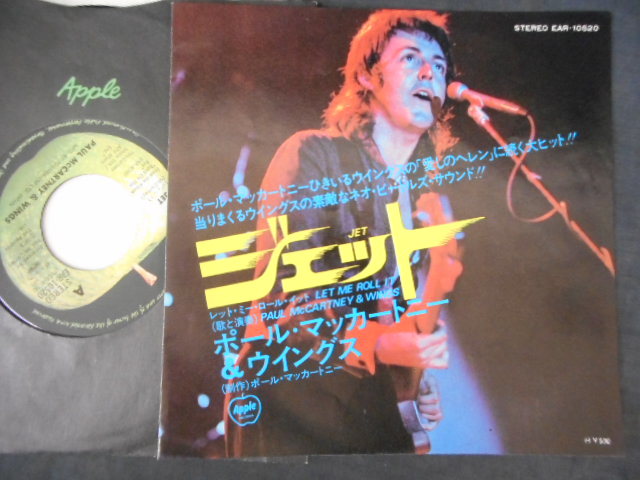 STEREO EAR-10520
Apple
PAUL McCARTNEY & WINGS
ポール・マッカートニーひきいるウイングスの「愛しのヘレン」に続く大ヒット!!
当りまくるウイングスの素敵なネオ・ビートルズ・サウンド!!
JET
ジェット
レット・ミー・ロール・イット LET ME ROLL IT
(歌と演奏) PAUL McCARTNEY & WINGS
ポール・マッカートニー
&ウイングス
(制作)ポール・マッカートニー
Apple